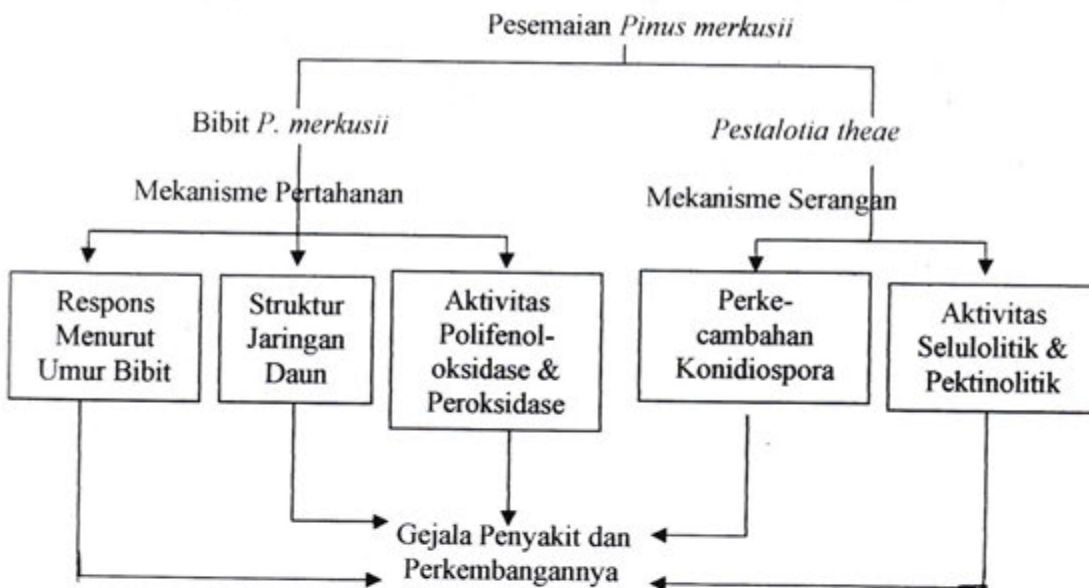 Pesemaian Pinus merkusii
Bibit P. merkusii
Pestalotia theae
Mekanisme Pertahanan
Mekanisme Serangan
Respons
Menurut
Umur Bibit
Struktur
Jaringan
Daun
Aktivitas
Polifenol-
oksidase &
Peroksidase
Perke-
cambahan
Konidiospora
Aktivitas
Selulolitik &
Pektinolitik
Gejala Penyakit dan
Perkembangannya